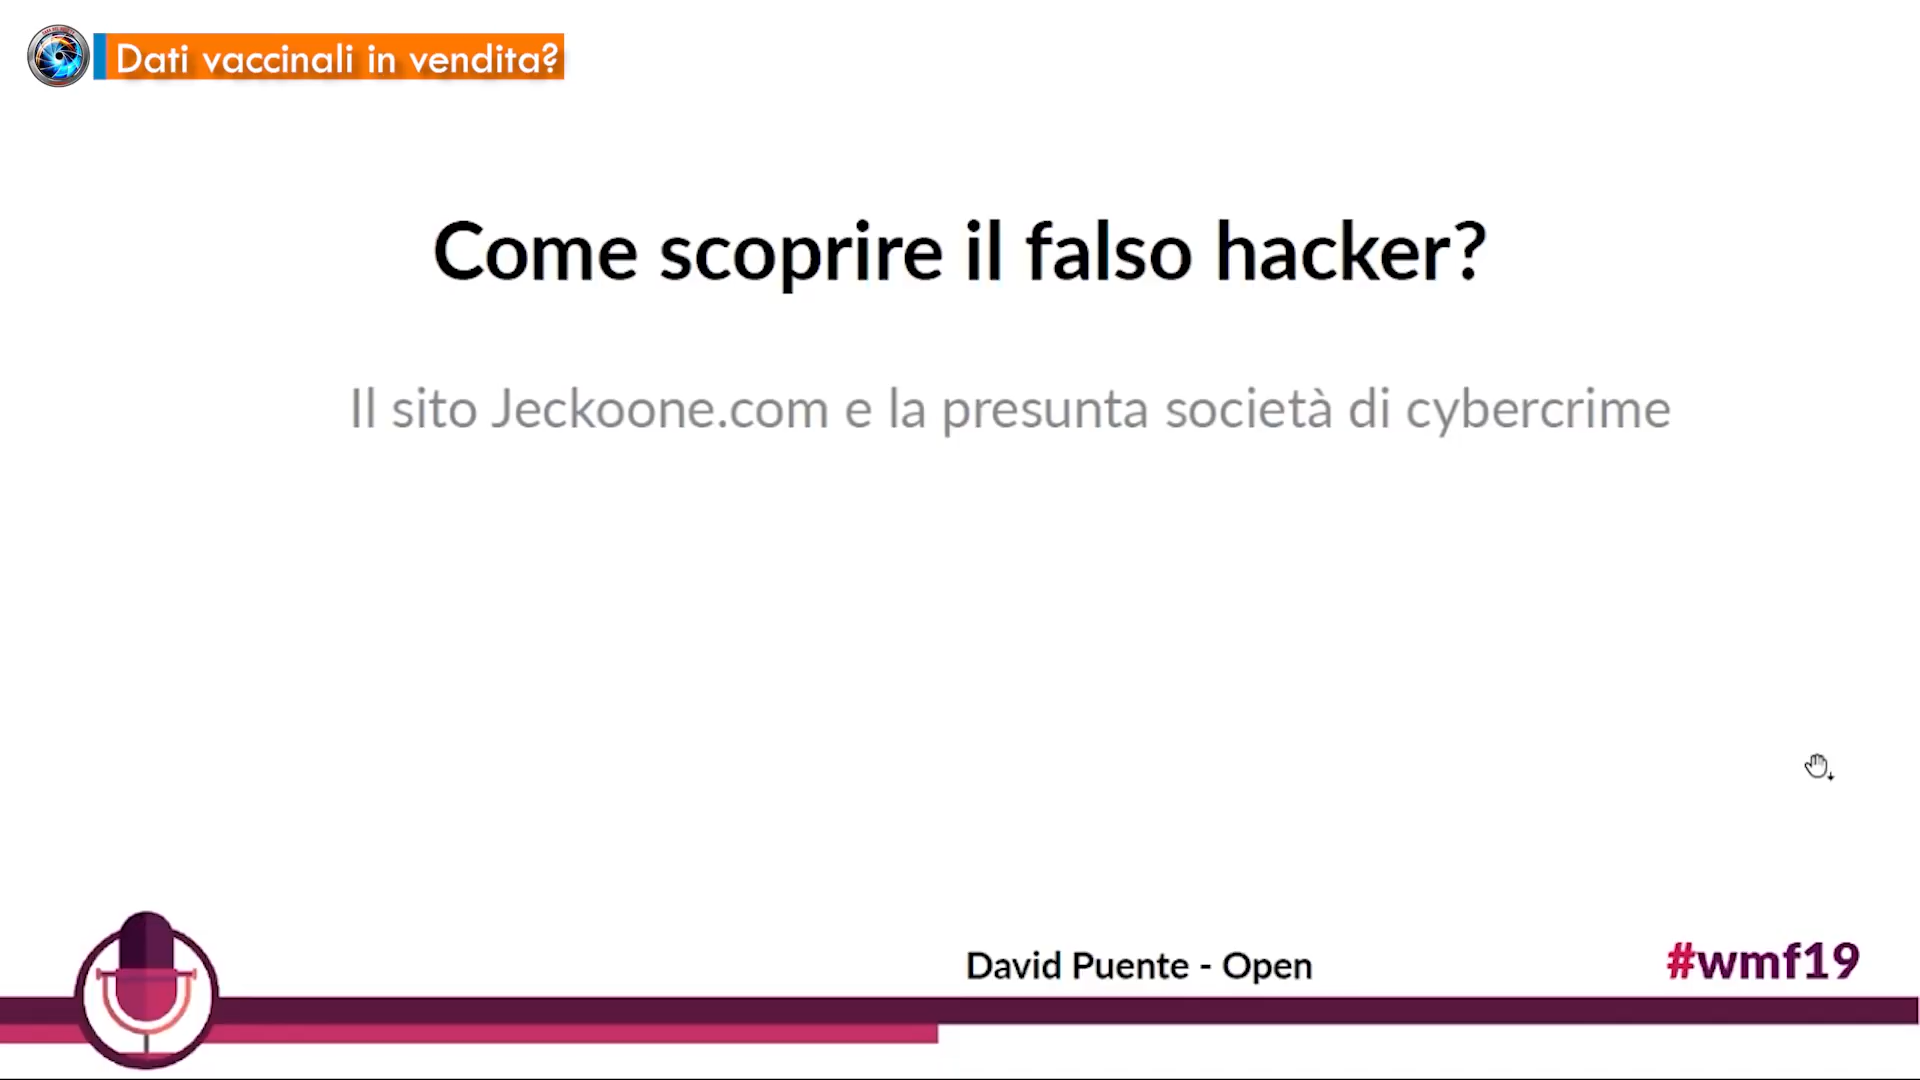 Dati vaccinali in vendita?
Come scoprire il falso hacker?
Il sito Jeckoone.com e la presunta società di cybercrime
David Puente - Open
#wmf19